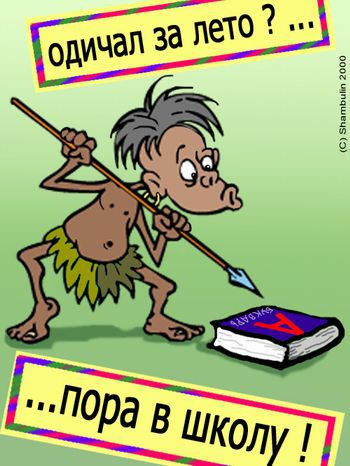 одичал за лето ? ...
(C) Shambulin 2000
БУКВАРЬ
А
...пора в школу !